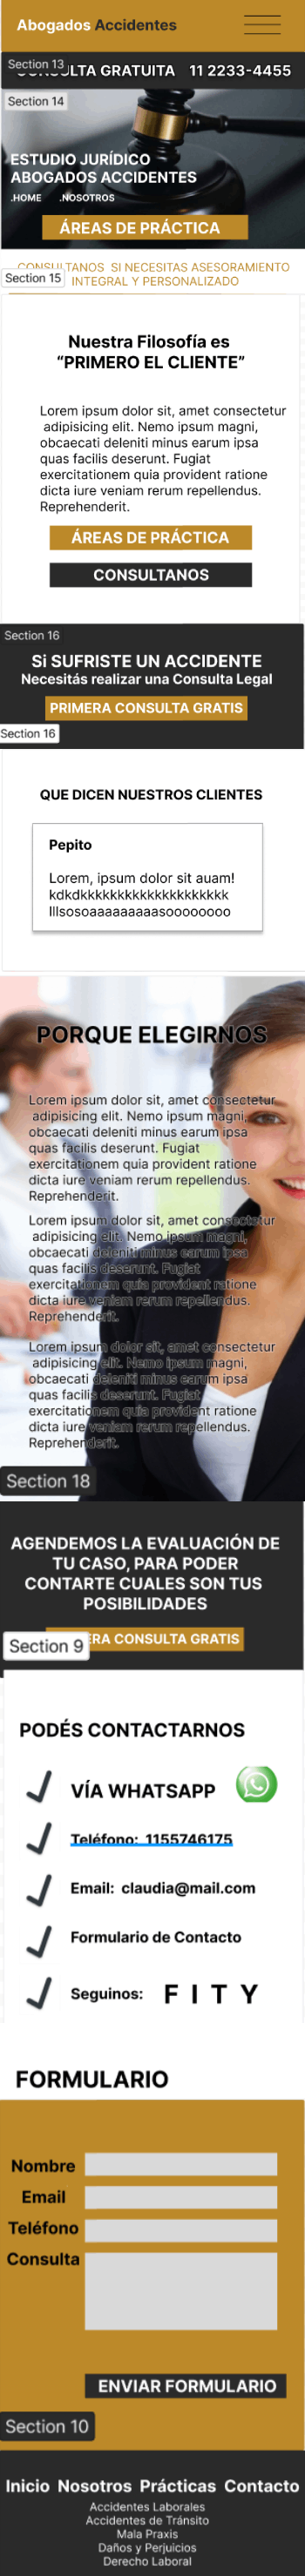 Abogados Accidentes
Section 13
CONSULTA GRATUITA 11 2233-4455
Section 14
ESTUDIO JURÍDICO
ABOGADOS ACCIDENTES
.HOME .NOSOTROS
ÁREAS DE PRÁCTICA
CONSULTANOS SI NECESITAS ASESORAMIENTO
Section 15
INTEGRAL Y PERSONALIZADO
Nuestra Filosofía es
“PRIMERO EL CLIENTE”
Lorem ipsum dolor sit, amet consectetur
adipisicing elit. Nemo ipsum magni,
obcaecati deleniti minus earum ipsa
quas facilis deserunt. Fugiat
exercitationem quia provident ratione
dicta iure veniam rerum repellendus.
Reprehenderit.
ÁREAS DE PRÁCTICA
CONSULTANOS
Section 16
Si SUFRISTE UN ACCIDENTE
Necesitás realizar una Consulta Legal
PRIMERA CONSULTA GRATIS
Section 16
QUE DICEN NUESTROS CLIENTES
Pepito
Lorem, ipsum dolor sit auam!
kdkdkkkkkkkkkkkkkkkkkkkk
lllsosoaaaaaaaaasoooooooo
PORQUE ELEGIRNOS
Lorem ipsum dolor sit, amet consectetur
adipisicing elit. Nemo ipsum magni,
obcaecati deleniti minus earum ipsa
quas facilis deserunt. Fugiat
exercitationem quia provident ratione
dicta iure veniam rerum repellendus.
Reprehenderit.
Lorem ipsum dolor sit, amet consectetur
adipisicing elit. Nemo ipsum magni,
obcaecati deleniti minus earum ipsa
quas facilis deserunt. Fugiat
exercitationem quia provident ratione
dicta iure veniam rerum repellendus.
Reprehenderit.
Lorem ipsum dolor sit, amet consectetur
adipisicing elit. Nemo ipsum magni,
obcaecati deleniti minus earum ipsa
quas facilis deserunt. Fugiat
exercitationem quia provident ratione
dicta iure veniam rerum repellendus.
Reprehenderit.
Section 18
AGENDEMOS LA EVALUACIÓN DE
TU CASO, PARA PODER
CONTARTE CUALES SON TUS
POSIBILIDADES
ERA CONSULTA GRATIS
Section 9
PODÉS CONTACTARNOS
VÍA WHATSAPP
Teléfono: 1155746175
Email: claudia@mail.com
Formulario de Contacto
Seguinos: F I T Y
FORMULARIO
Nombre
Email
Teléfono
Consulta
ENVIAR FORMULARIO
Section 10
Inicio Nosotros Prácticas Contacto
Accidentes Laborales
Accidentes de Tránsito
Mala Praxis
Daños y Perjuicios
Derecho Laboral